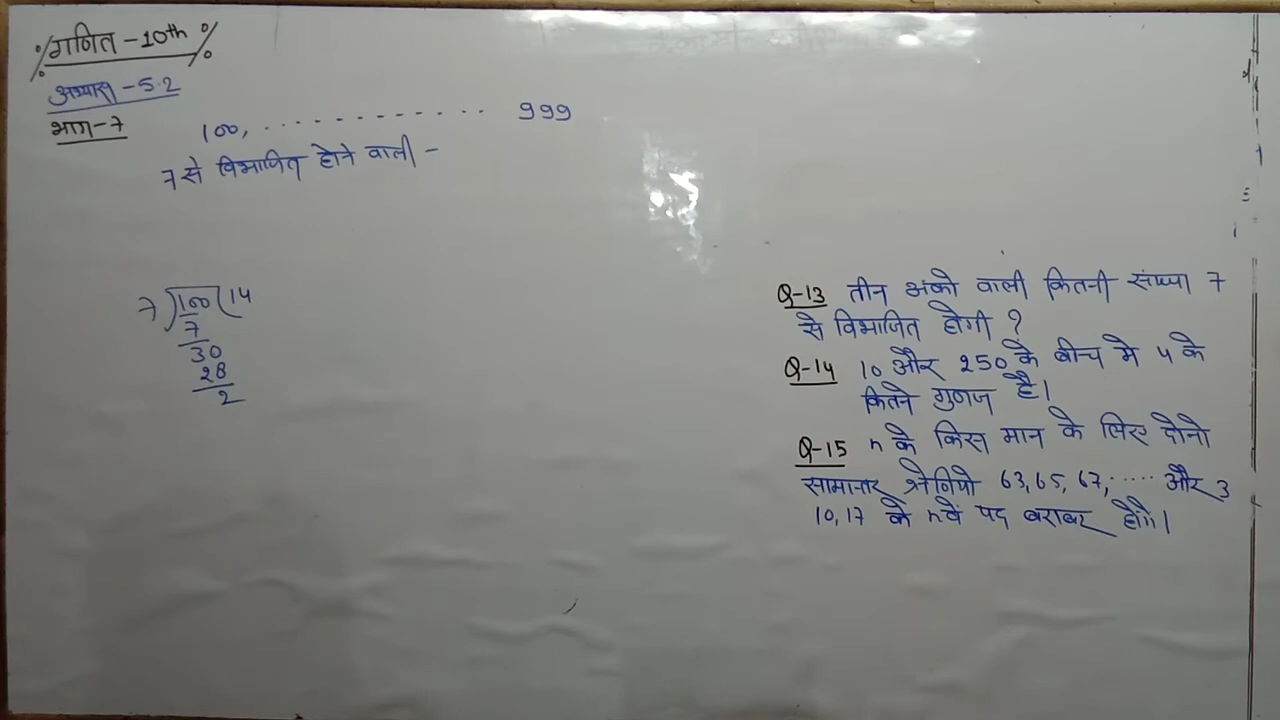 गणित - 10th
अभ्यास - 5.2
भाग - 7
100, ............ 999
7 से विभाजित होने वाली -
7 ) 100 ( 14
7
30
28
2
Q-13 तीन अंको वाली कितनी संख्या 7
से विभाजित होगी ?
Q-14 10 और 250 के बीच मे 4 के
कितने गुणज है।
Q-15 n के किस मान के लिए दोनो
सामान्तर श्रेणियो 63, 65, 67, ..... और 3
10, 17 के nवें पद बराबर होंगे।